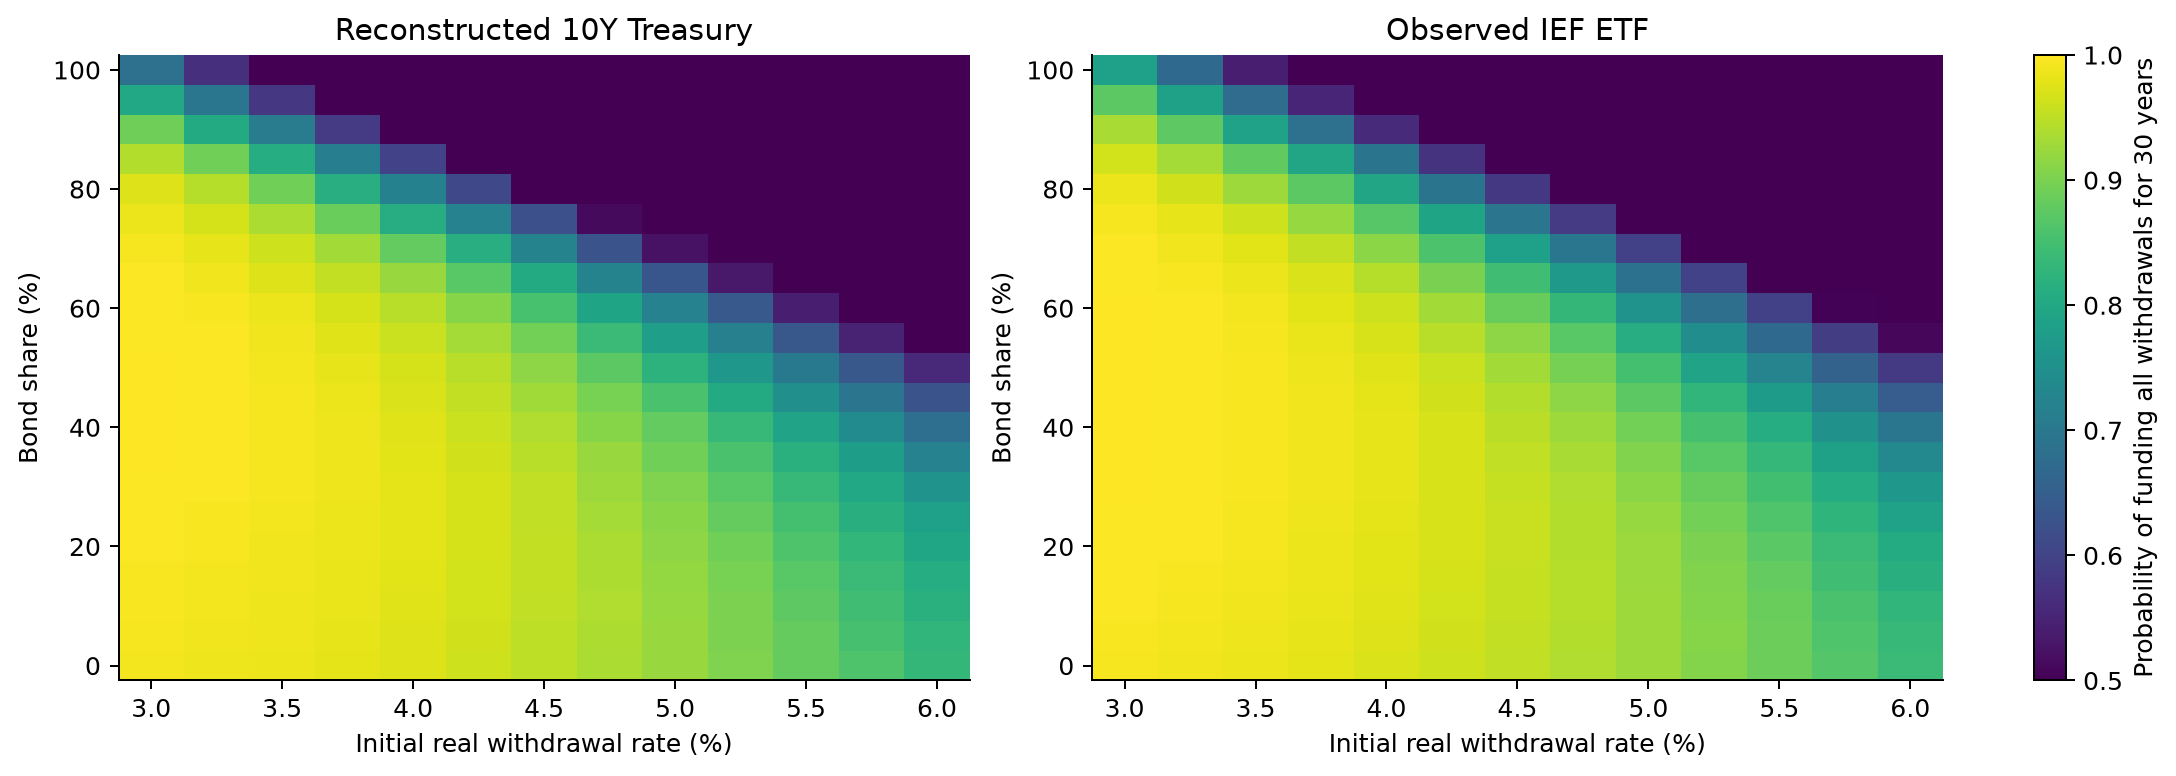 Reconstructed 10Y Treasury
100
80
60
40
20
0
Bond share (%)
3.0 3.5 4.0 4.5 5.0 5.5 6.0
Initial real withdrawal rate (%)
Observed IEF ETF
100
80
60
40
20
0
Bond share (%)
3.0 3.5 4.0 4.5 5.0 5.5 6.0
Initial real withdrawal rate (%)
1.0
0.9
0.8
0.7
0.6
0.5
Probability of funding all withdrawals for 30 years